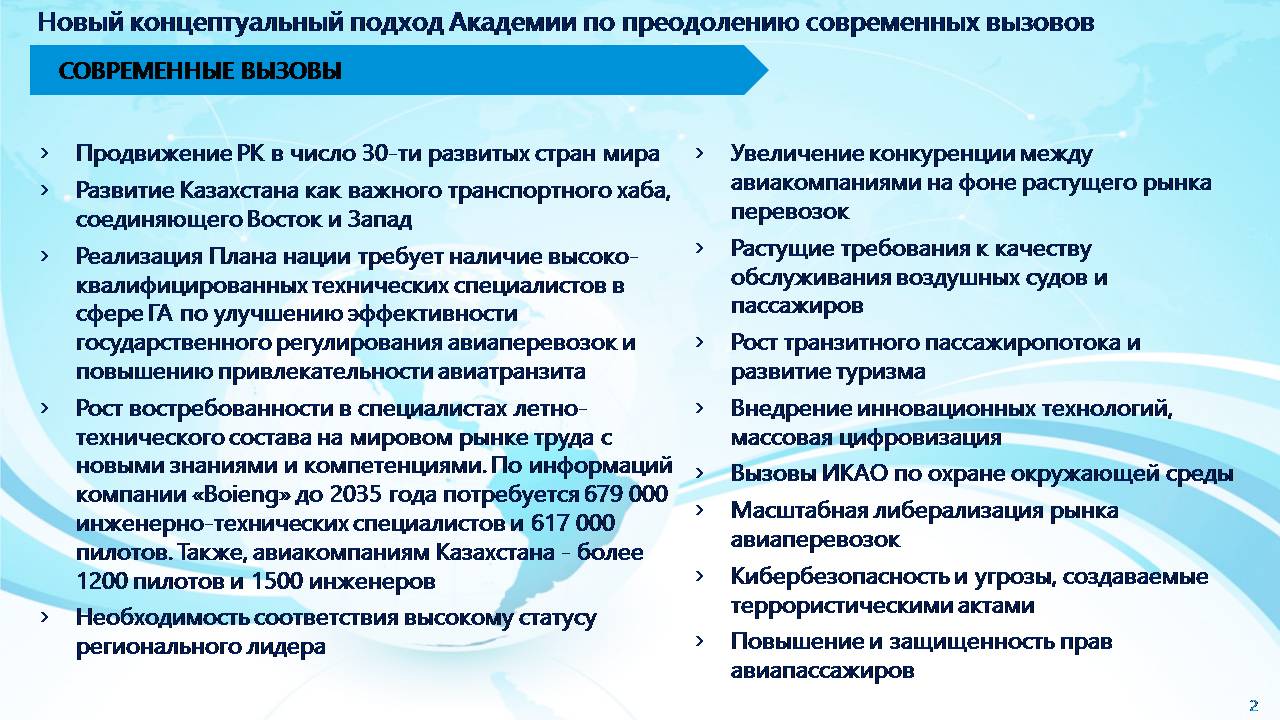 Новый концептуальный подход Академии по преодолению современных вызовов
СОВРЕМЕННЫЕ ВЫЗОВЫ
› Продвижение РК в число 30-ти развитых стран мира
› Развитие Казахстана как важного транспортного хаба,
соединяющего Восток и Запад
› Реализация Плана нации требует наличие высоко-
квалифицированных технических специалистов в
сфере ГА по улучшению эффективности
государственного регулирования авиаперевозок и
повышению привлекательности авиатранзита
› Рост востребованности в специалистах летно-
технического состава на мировом рынке труда с
новыми знаниями и компетенциями. По информаций
компании «Boieng» до 2035 года потребуется 679 000
инженерно-технических специалистов и 617 000
пилотов. Также, авиакомпаниям Казахстана - более
1200 пилотов и 1500 инженеров
› Необходимость соответствия высокому статусу
регионального лидера
› Увеличение конкуренции между
авиакомпаниями на фоне растущего рынка
перевозок
› Растущие требования к качеству
обслуживания воздушных судов и
пассажиров
› Рост транзитного пассажиропотока и
развитие туризма
› Внедрение инновационных технологий,
массовая цифровизация
› Вызовы ИКАО по охране окружающей среды
› Масштабная либерализация рынка
авиаперевозок
› Кибербезопасность и угрозы, создаваемые
террористическими актами
› Повышение и защищенность прав
авиапассажиров
2